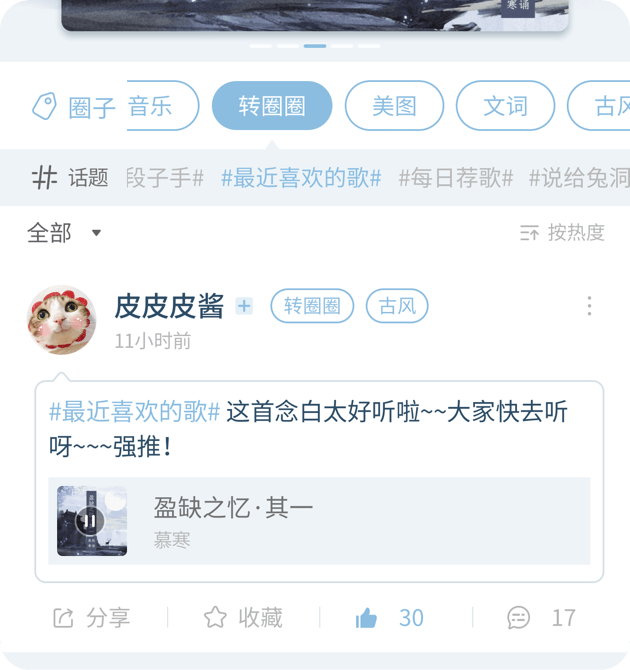 寒诵
圈子 音乐 转圈圈 美图 文词 古风
话题 段子手# #最近喜欢的歌# #每日荐歌# #说给兔洞
全部 按热度
皮皮皮酱 + 转圈圈 古风
11小时前
#最近喜欢的歌# 这首念白太好听啦~~大家快去听
呀~~~强推!
盈缺之忆·其一
慕寒
分享 收藏 30 17